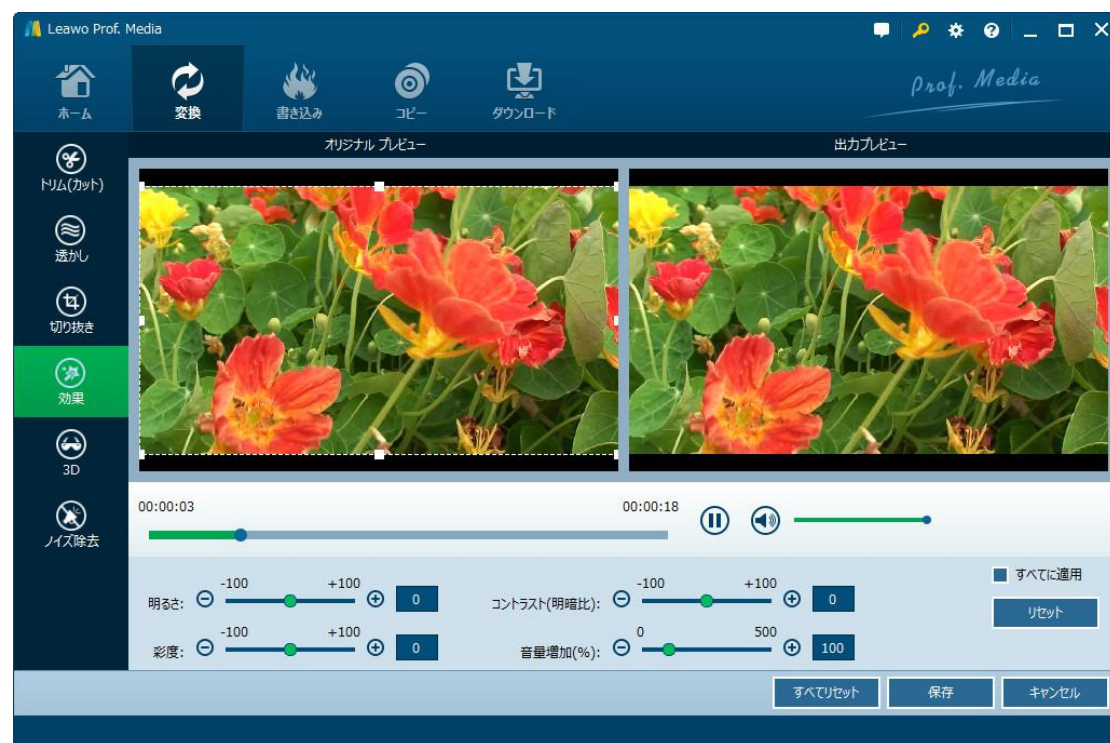 Leawo Prof. Media
ホーム
変換
書き込み
コピー
ダウンロード
Prof. Media
オリジナル プレビュー
出力プレビュー
トリム(カット)
透かし
切り抜き
効果
3D
ノイズ除去
00:00:03
00:00:18
-100 +100
明るさ: 0
-100 +100
コントラスト(明暗比): 0
すべてに適用
リセット
-100 +100
彩度: 0
0 500
音量増加(%): 100
すべてリセット
保存
キャンセル